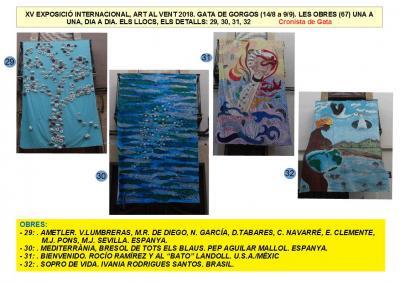 XV EXPOSICIÓ INTERNACIONAL, ART AL VENT 2018. GATA DE GORGOS (14/8 a 9/9). LES OBRES (67) UNA A
UNA, DIA A DIA. ELS LLOCS, ELS DETALLS: 29, 30, 31, 32 Cronista de Gata
29
31
30
32
OBRES:
- 29: . AMETLER. V.LUMBRERAS, M.R. DE DIEGO, N. GARCÍA, D.TABARES, C. NAVARRÉ, E. CLEMENTE,
M.J. PONS, M.J. SEVILLA. ESPANYA.
- 30: . MEDITERRÀNIA, BRESOL DE TOTS ELS BLAUS. PEP AGUILAR MALLOL. ESPANYA.
- 31: . BIENVENIDO. ROCÍO RAMÍREZ Y AL “BATO” LANDOLL. U.S.A./MÉXIC
- 32: . SOPRO DE VIDA. IVANIA RODRIGUES SANTOS. BRASIL.